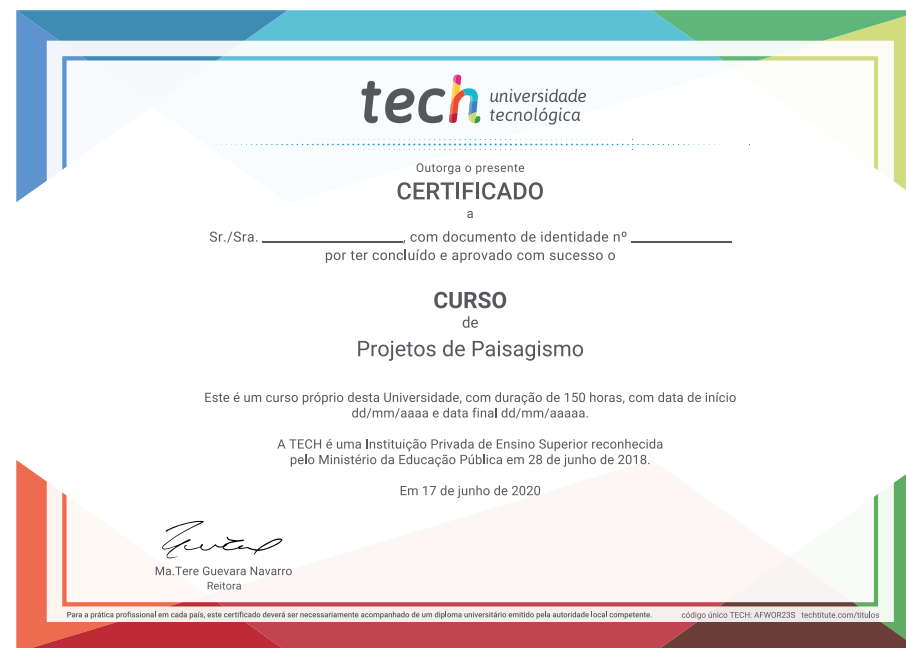 tech universidade
tecnológica
Outorga o presente
CERTIFICADO
a
Sr./Sra. ____________________, com documento de identidade nº ______________
por ter concluído e aprovado com sucesso o
CURSO
de
Projetos de Paisagismo
Este é um curso próprio desta Universidade, com duração de 150 horas, com data de início
dd/mm/aaaa e data final dd/mm/aaaaa.
A TECH é uma Instituição Privada de Ensino Superior reconhecida
pelo Ministério da Educação Pública em 28 de junho de 2018.
Em 17 de junho de 2020
Ma.Tere Guevara Navarro
Reitora
Para a prática profissional em cada país, este certificado deverá ser necessariamente acompanhado de um diploma universitário emitido pela autoridade local competente. código único TECH: AFWOR23S techtitute.com/titulos